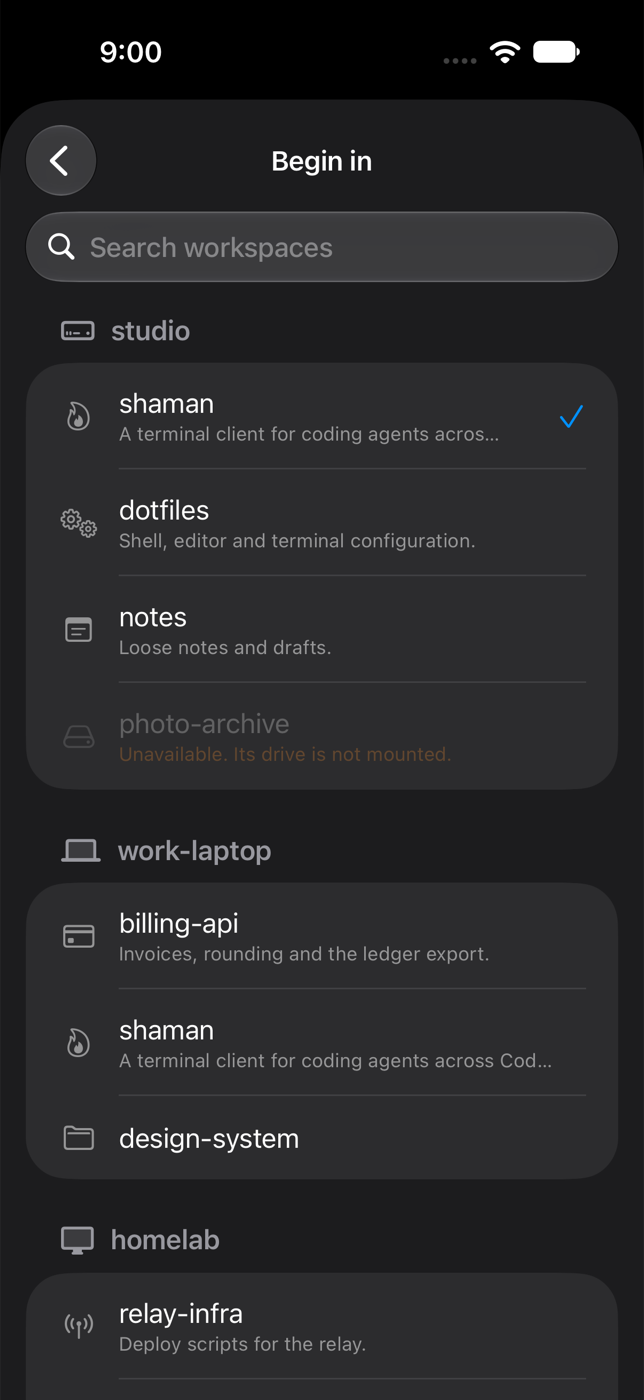 9:00
Begin in
Search workspaces
studio
shaman
A terminal client for coding agents acros...
dotfiles
Shell, editor and terminal configuration.
notes
Loose notes and drafts.
photo-archive
Unavailable. Its drive is not mounted.
work-laptop
billing-api
Invoices, rounding and the ledger export.
shaman
A terminal client for coding agents across Cod...
design-system
homelab
relay-infra
Deploy scripts for the relay.